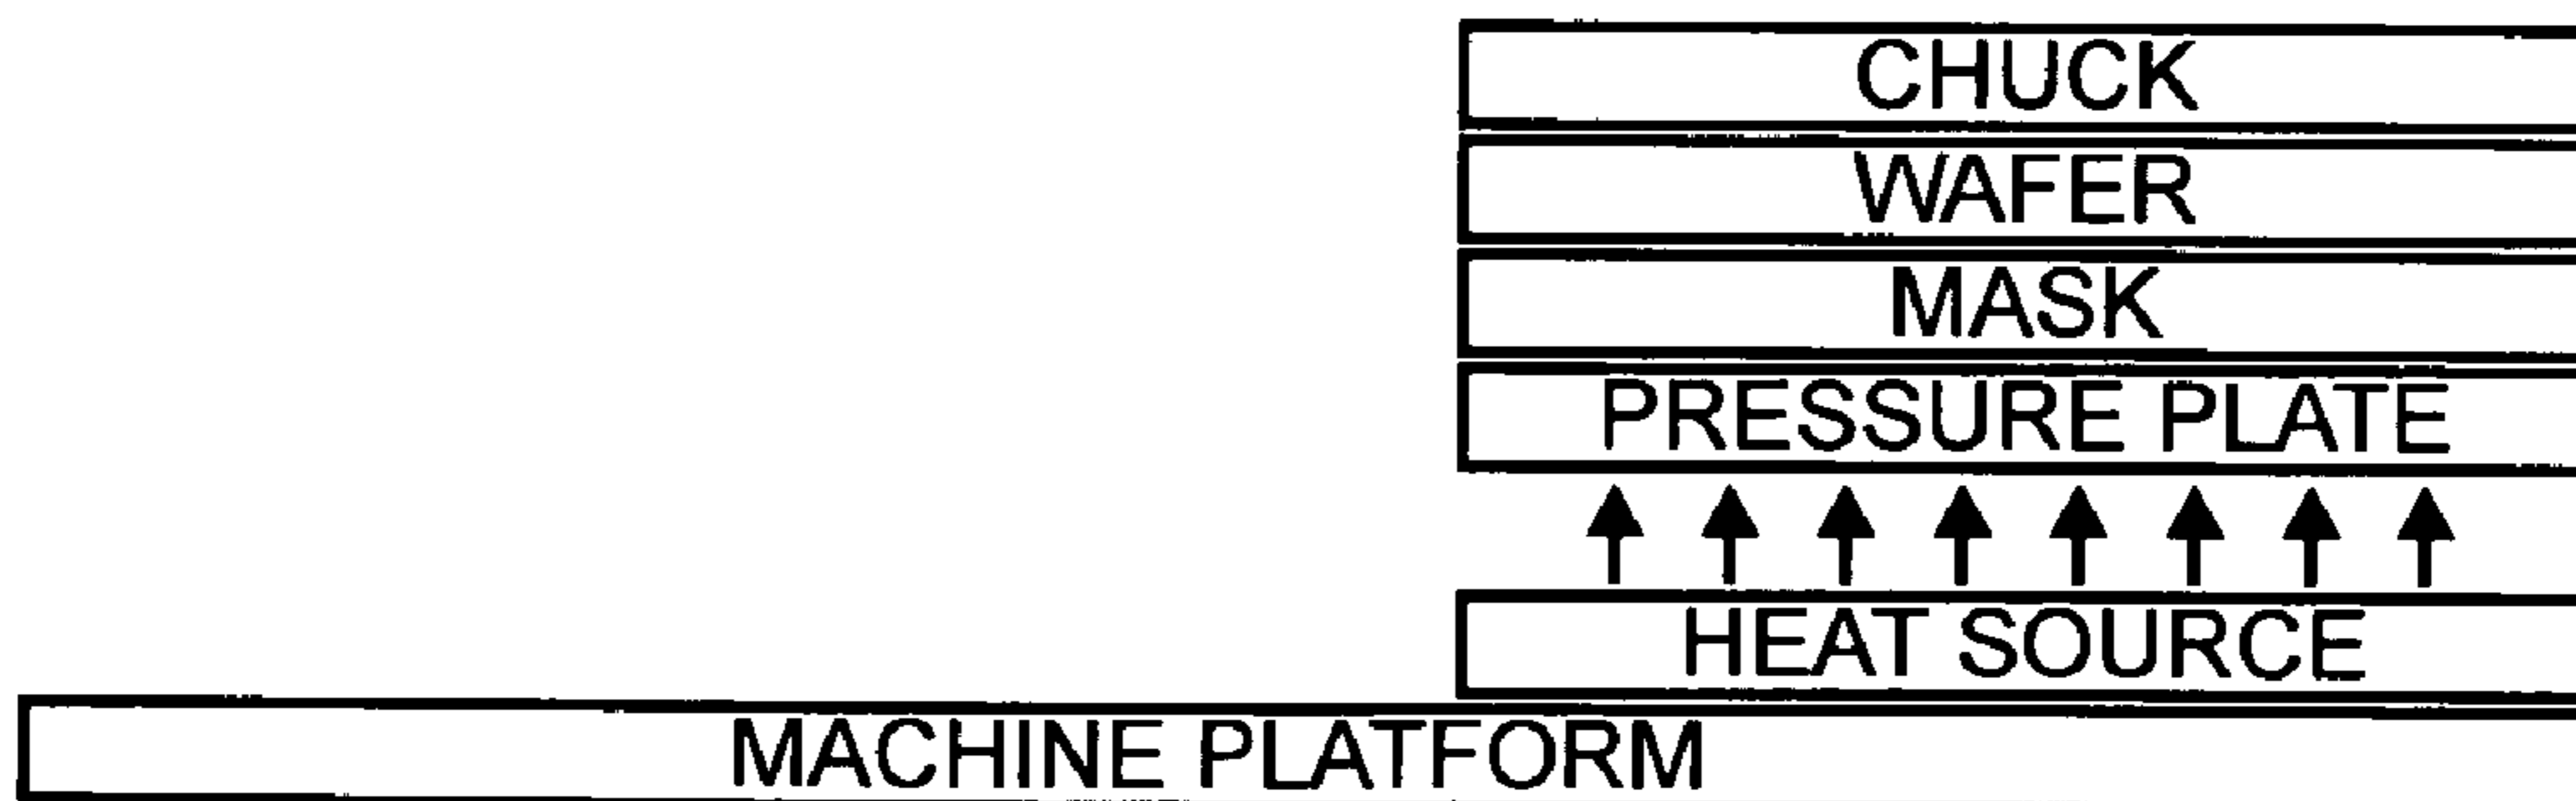 CHUCK
WAFER
MASK
PRESSURE PLATE
HEAT SOURCE
MACHINE PLATFORM